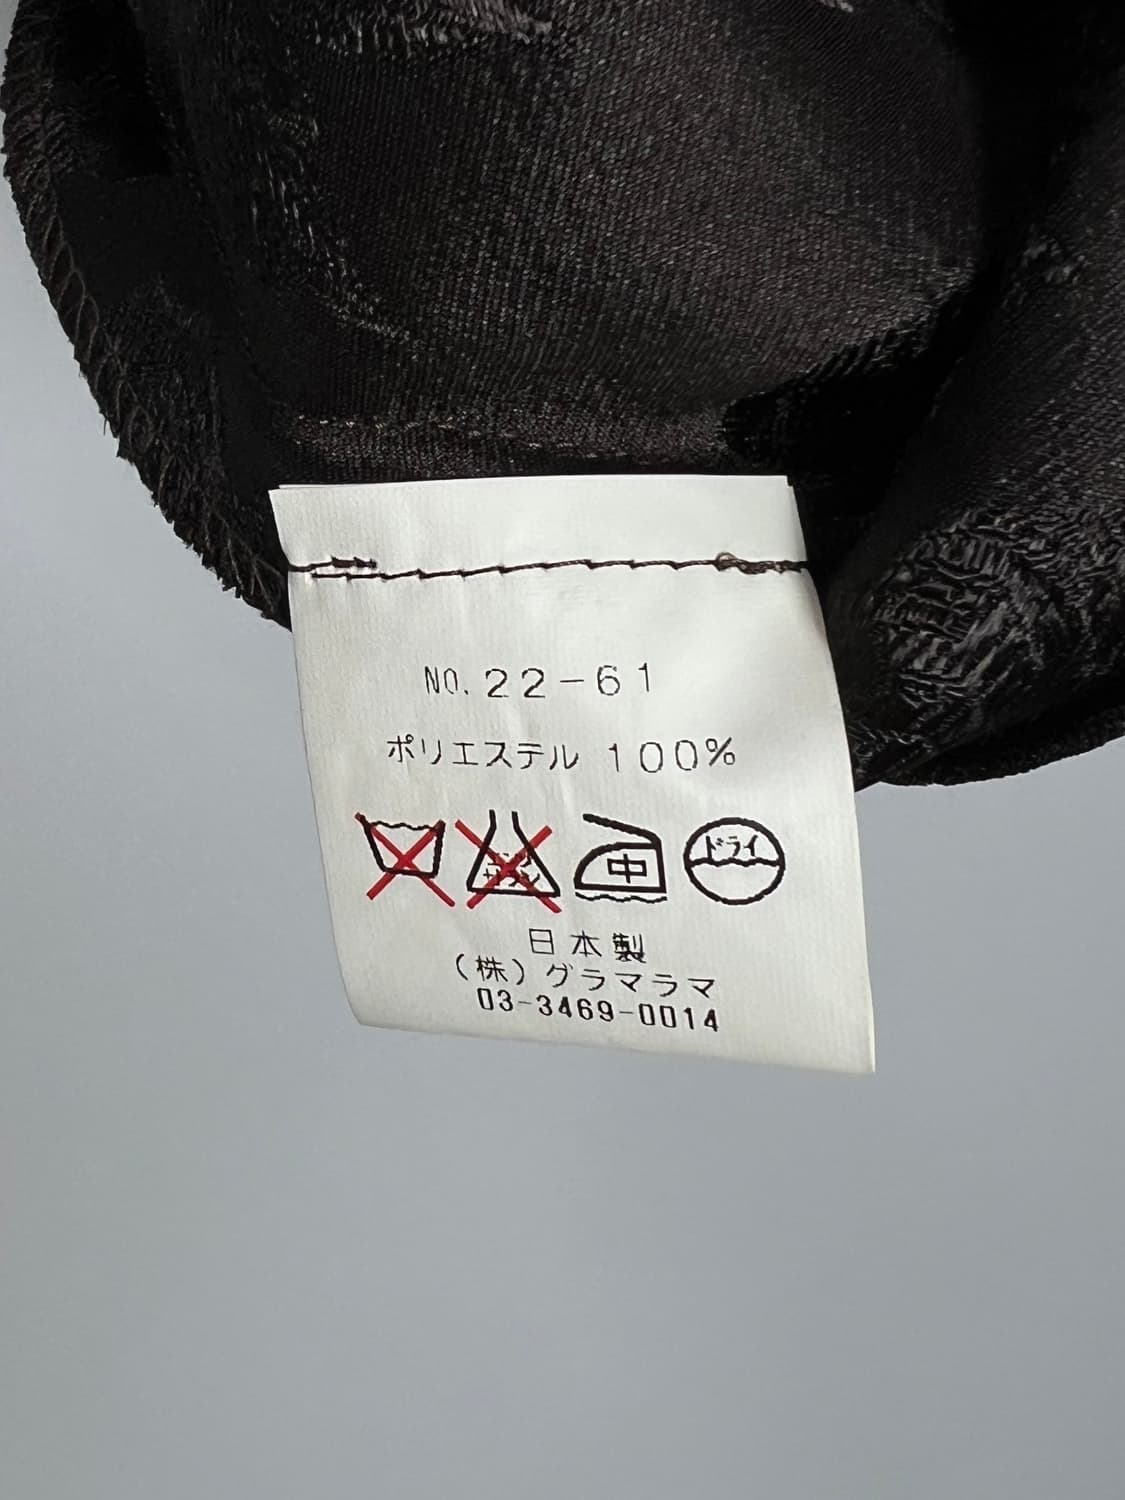 NO. 22-61
ポリエステル 100%
中 ドライ
日本製
(株)グラマラマ
03-3469-0014